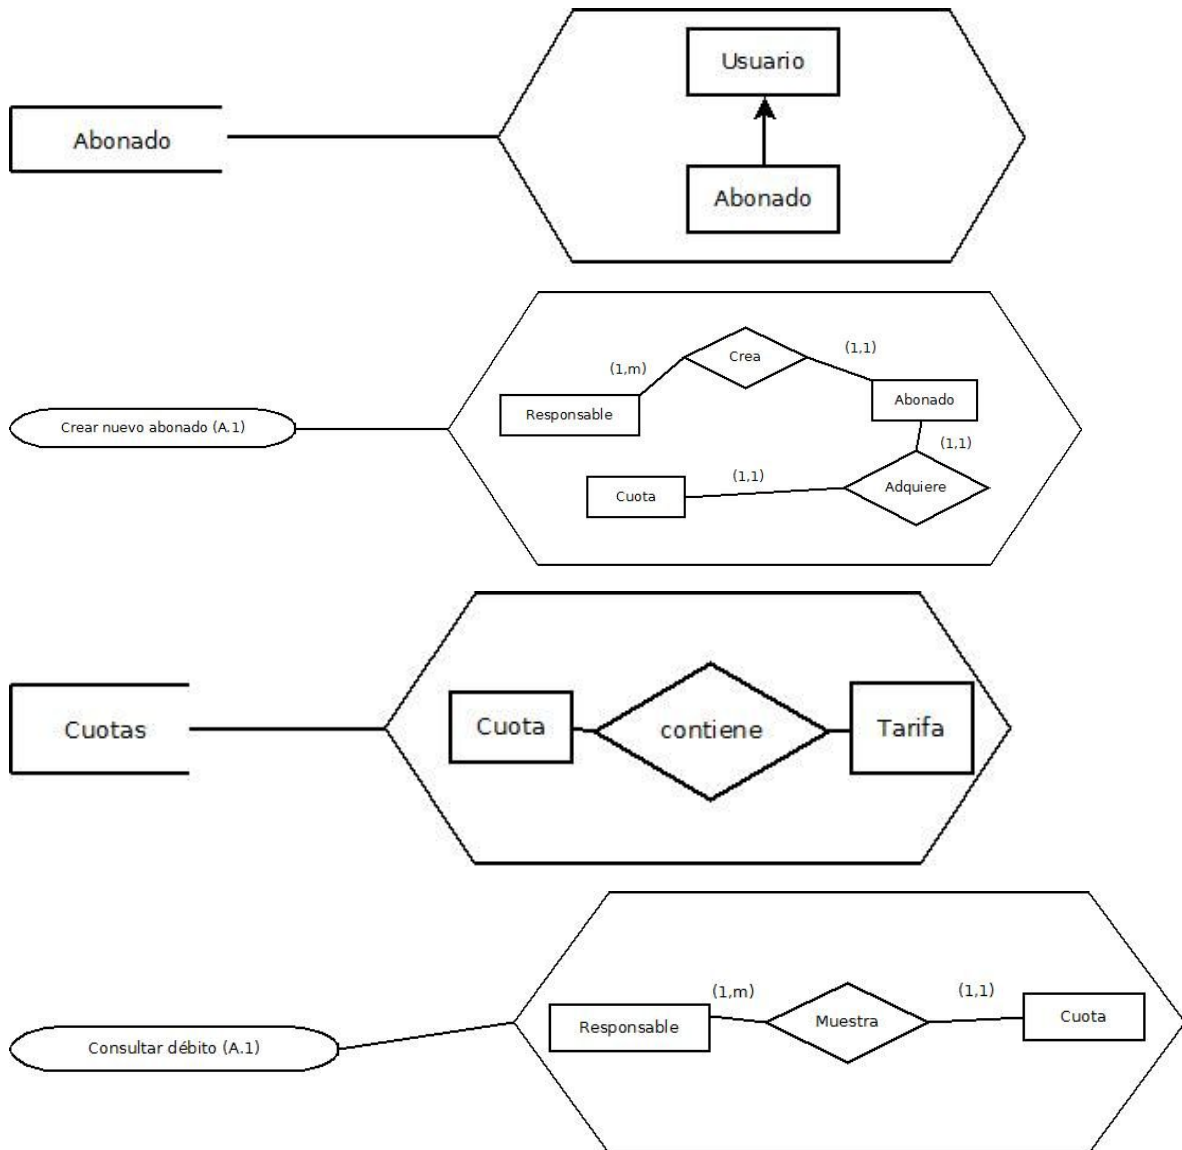 Usuario
Abonado
Abonado
Crea
(1,m)
(1,1)
Responsable
Abonado
Crear nuevo abonado (A.1)
(1,1)
(1,1)
Cuota
Adquiere
Cuotas
Cuota
contiene
Tarifa
(1,m)
(1,1)
Responsable
Muestra
Cuota
Consultar débito (A.1)